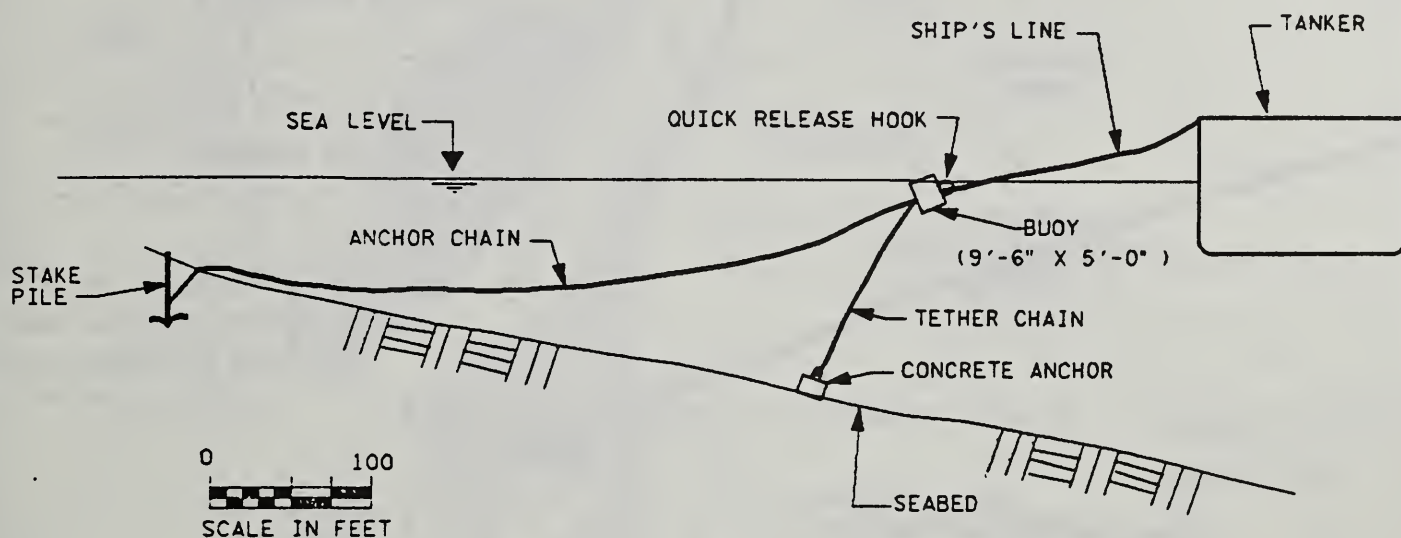 SHIP'S LINE
TANKER
SEA LEVEL
QUICK RELEASE HOOK
ANCHOR CHAIN
BUOY
(9'-6" X 5'-0" )
STAKE
PILE
TETHER CHAIN
CONCRETE ANCHOR
0 100
SEABED
SCALE IN FEET